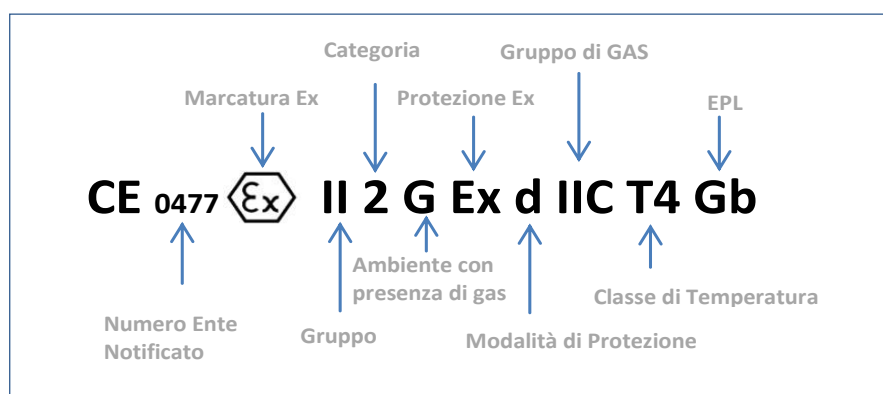 Categoria
Gruppo di GAS
Marcatura Ex
Protezione Ex
EPL
CE 0477 Ex II 2 G Ex d IIC T4 Gb
Ambiente con
presenza di gas
Classe di Temperatura
Numero Ente
Notificato
Gruppo
Modalità di Protezione